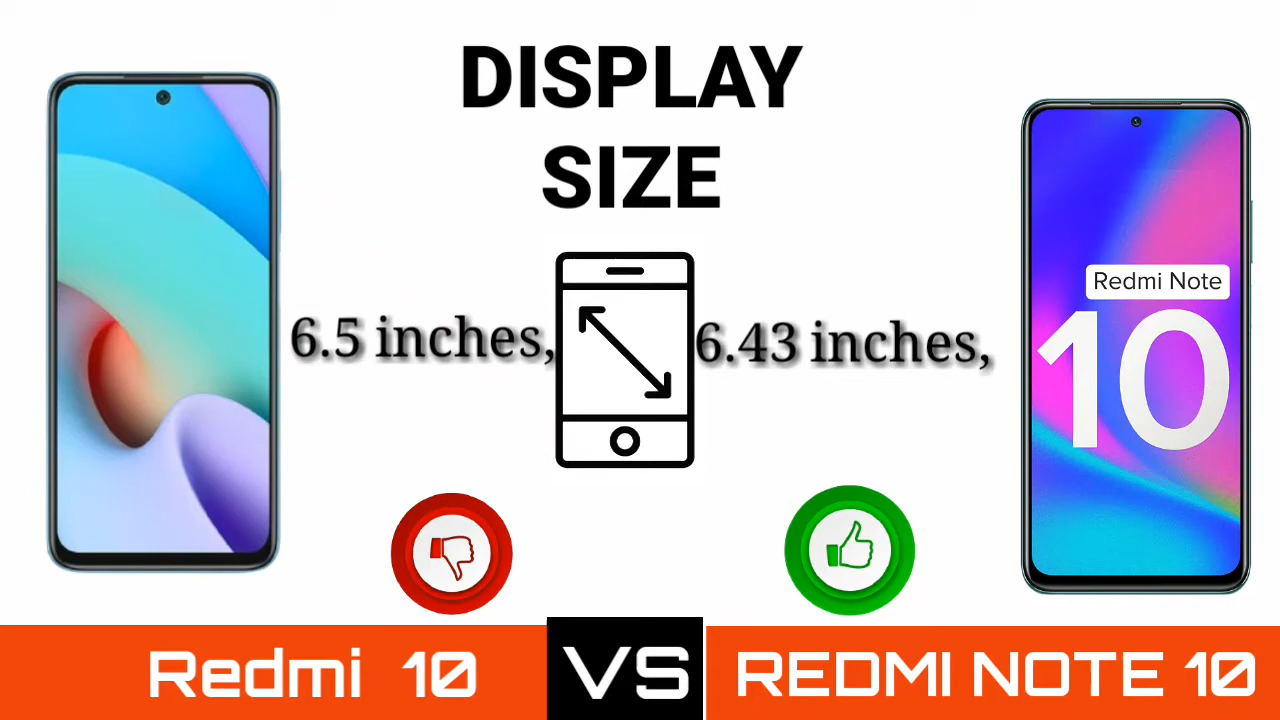 DISPLAY
SIZE
6.5 inches,
6.43 inches,
Redmi Note
10
Redmi 10
VS
REDMI NOTE 10